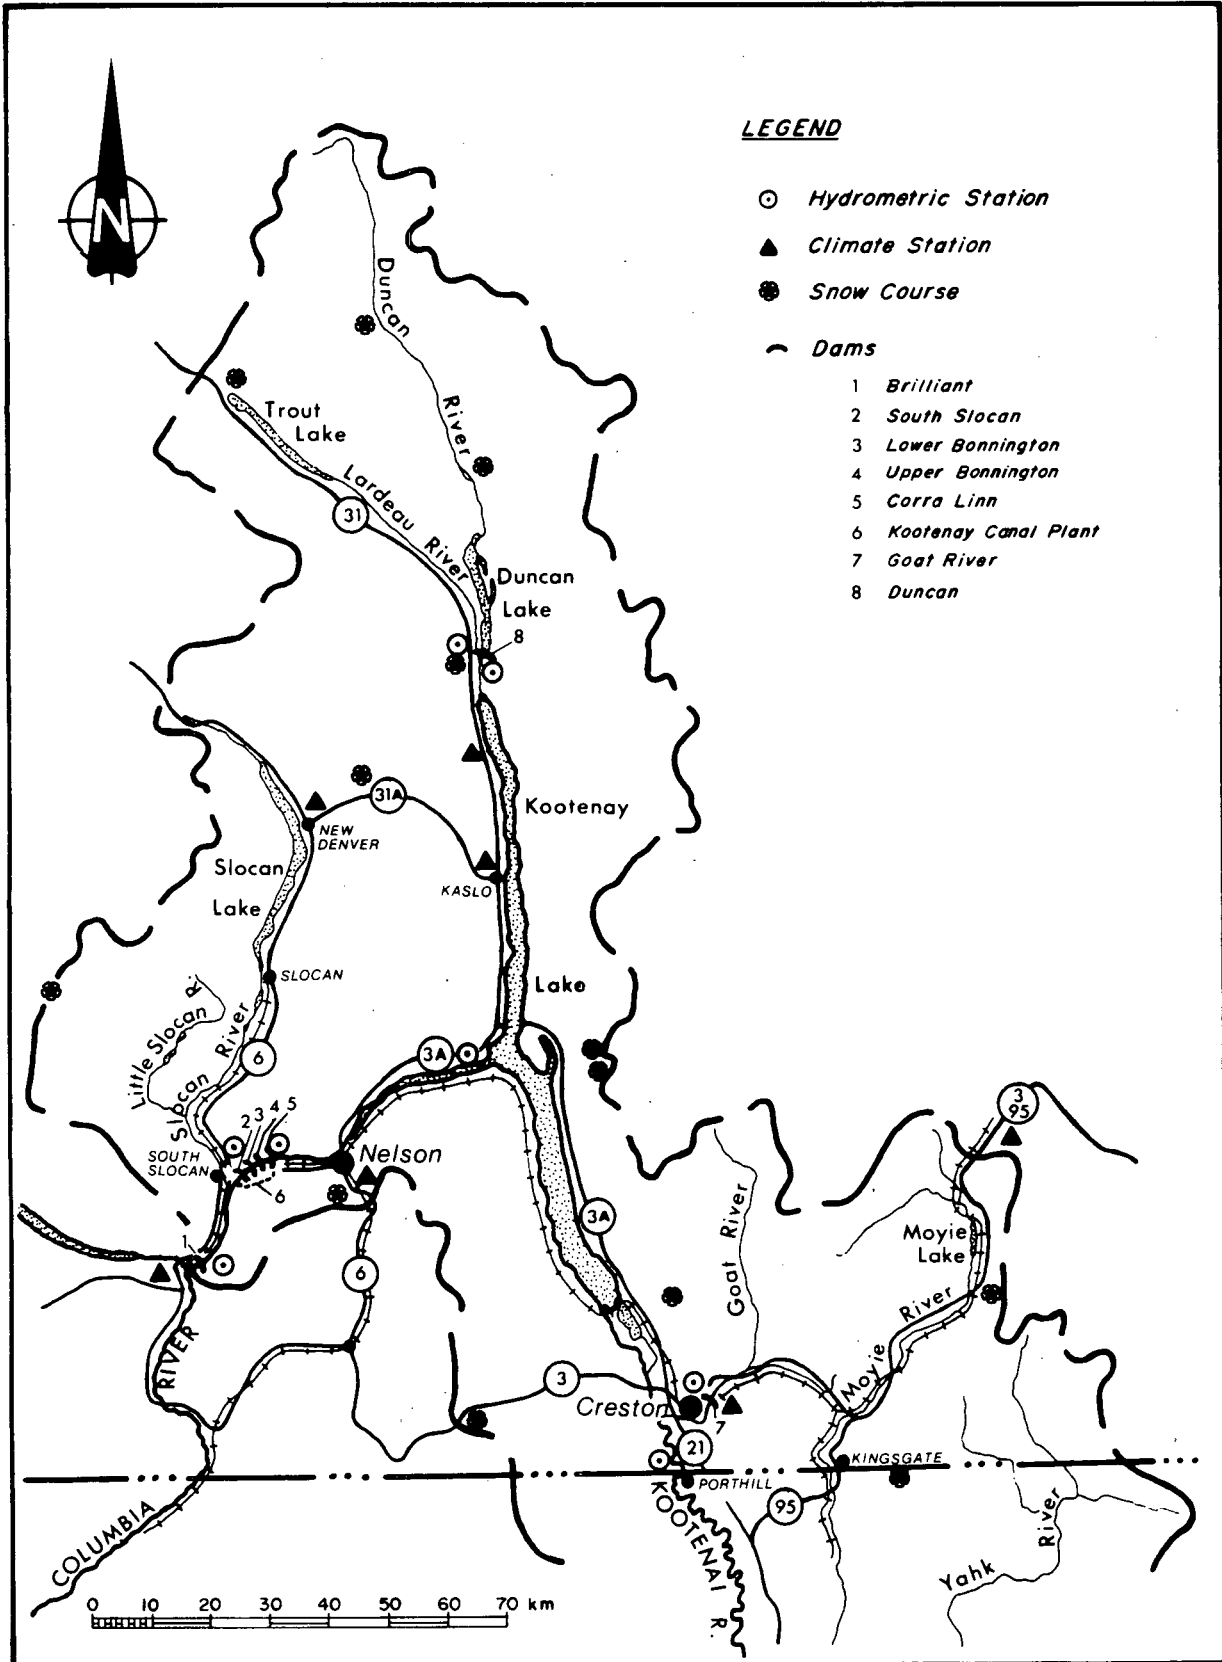 N
LEGEND
Hydrometric Station
Climate Station
Snow Course
Dams
1 Brilliant
2 South Slocan
3 Lower Bonnington
4 Upper Bonnington
5 Corra Linn
6 Kootenay Canal Plant
7 Goat River
8 Duncan
Duncan
River
Trout
Lake
Lardeau
River
31
Duncan
Lake
8
31A
Kootenay
NEW
DENVER
Slocan
Lake
KASLO
SLOCAN
Lake
Little Slocan R.
Slocan River
6
3A
2 3 4 5
SOUTH
SLOCAN
6
Nelson
1
6
3A
3
95
Goat River
Moyie
Lake
Moyie River
RIVER
3
Creston
7
21
KINGSGATE
PORTHILL
95
KOOTENAI R.
COLUMBIA
Yahk River
0 10 20 30 40 50 60 70 km